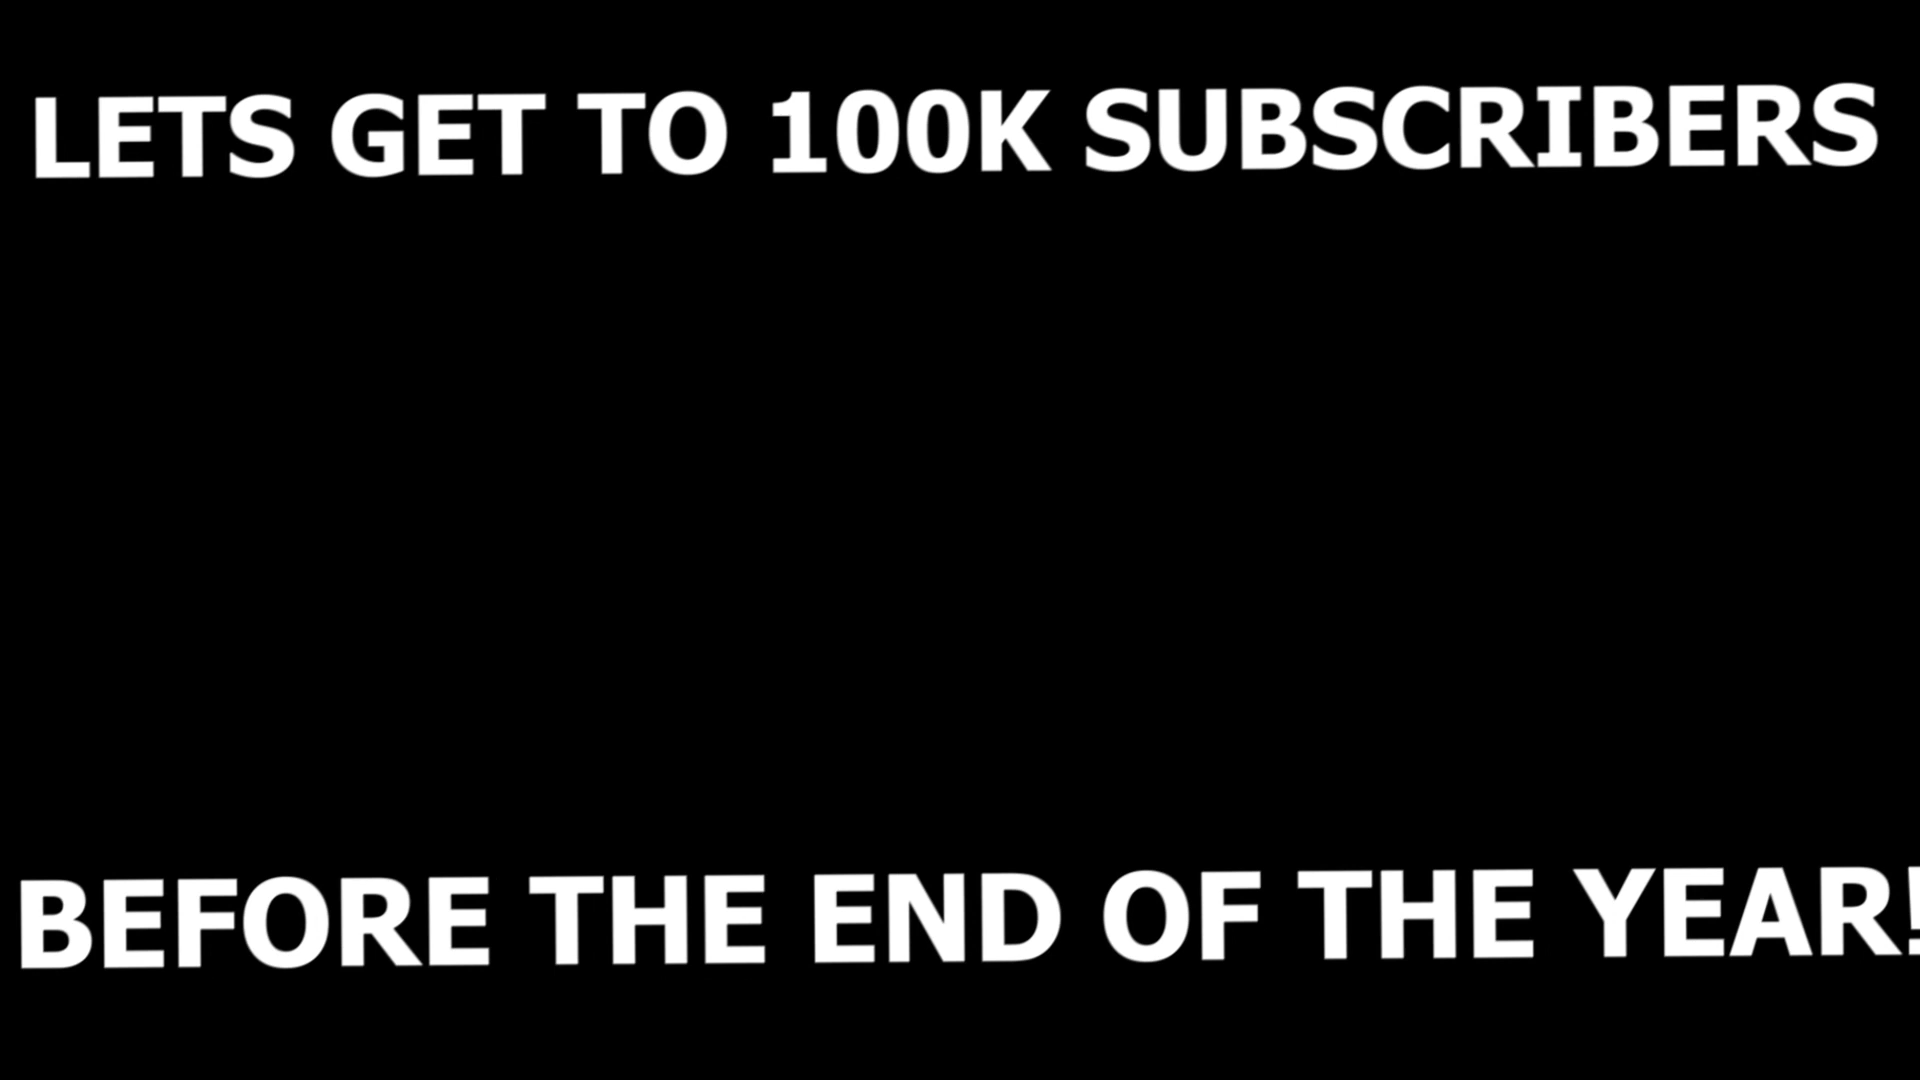 LETS GET TO 100K SUBSCRIBERS
BEFORE THE END OF THE YEAR!